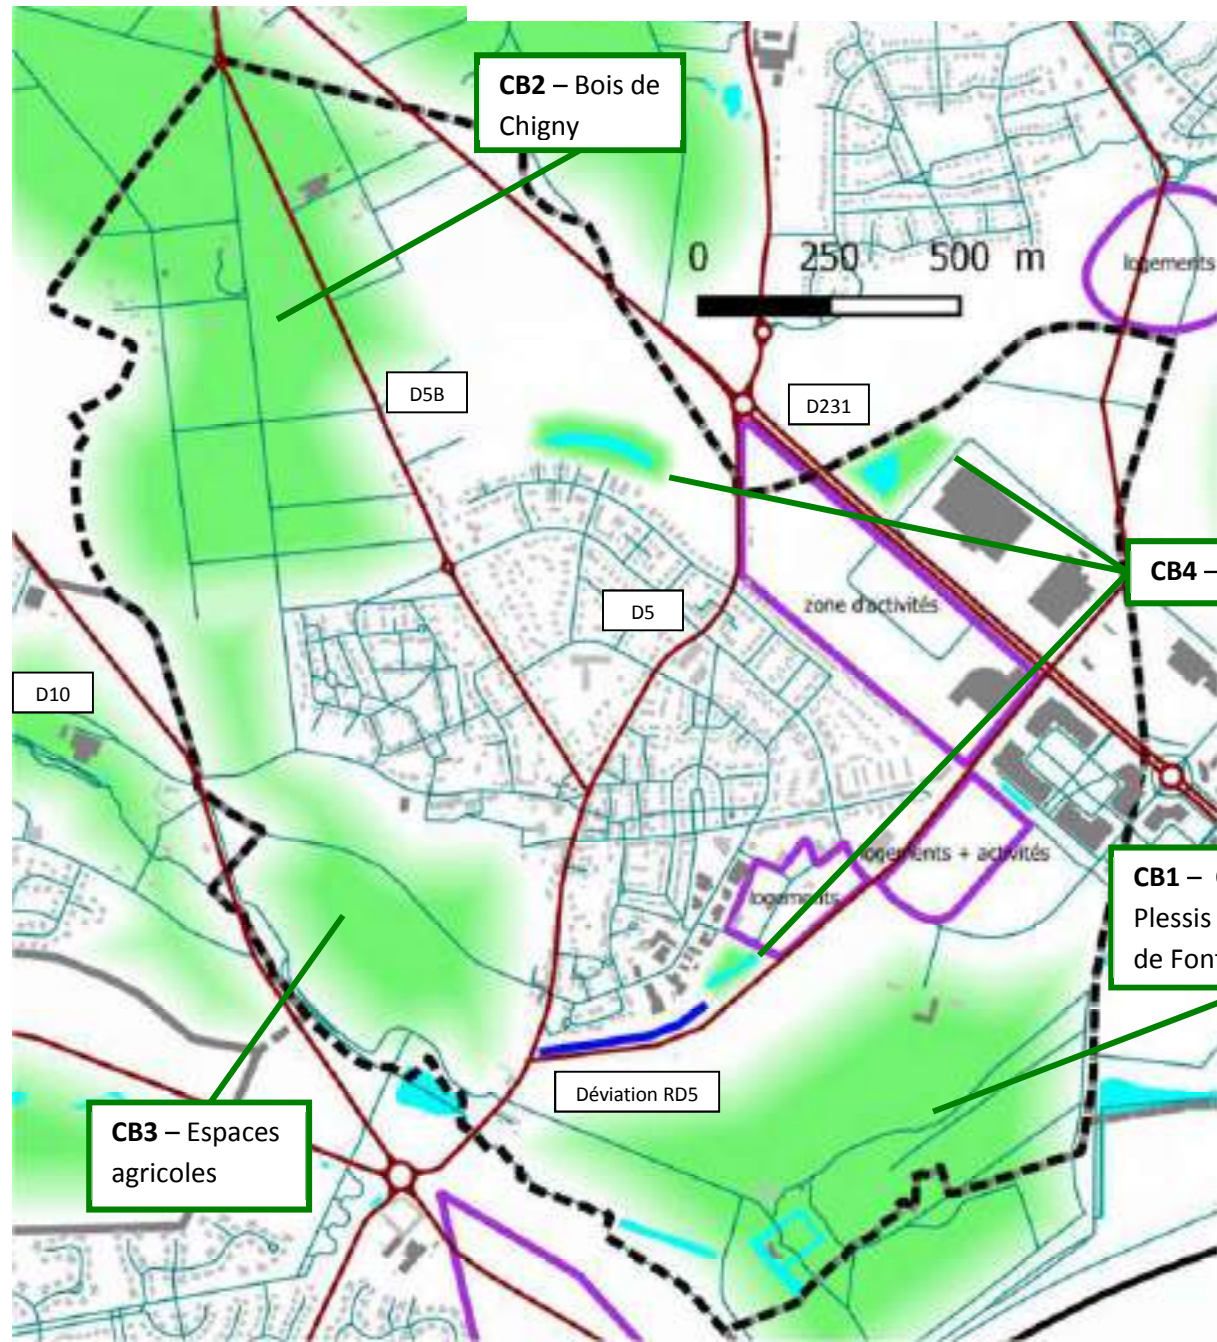 CB2 – Bois de
Chigny
0 250 500 m
logements
D5B
D231
CB4 –
zone d'activités
D5
D10
logements + activités
logements
CB1 –
Plessis
de Font
Déviation RD5
CB3 – Espaces
agricoles